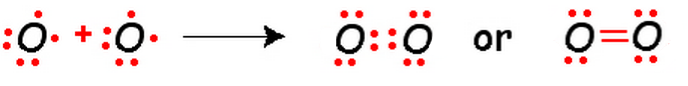 O + O → O :: O or O = O